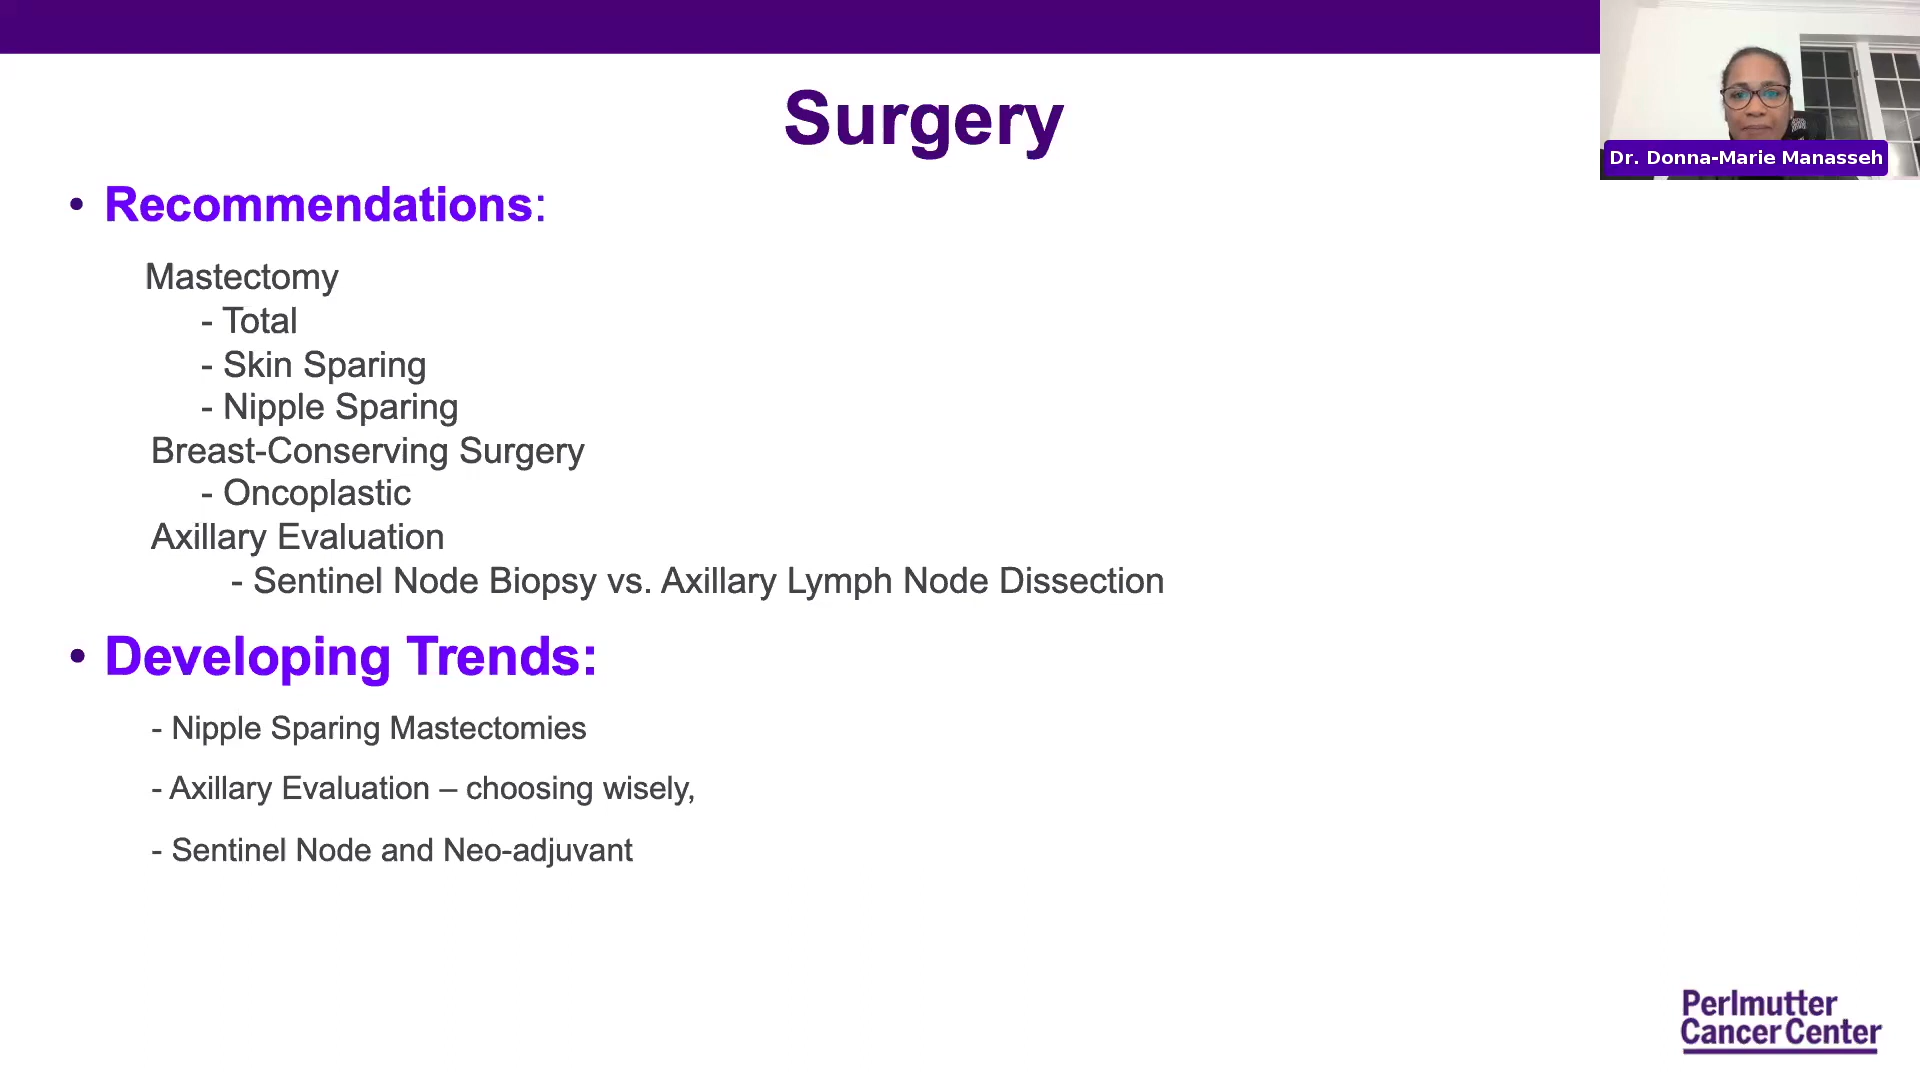 Surgery
Dr. Donna-Marie Manasseh
• Recommendations:
Mastectomy
- Total
- Skin Sparing
- Nipple Sparing
Breast-Conserving Surgery
- Oncoplastic
Axillary Evaluation
- Sentinel Node Biopsy vs. Axillary Lymph Node Dissection
• Developing Trends:
- Nipple Sparing Mastectomies
- Axillary Evaluation – choosing wisely,
- Sentinel Node and Neo-adjuvant
Perlmutter
Cancer Center